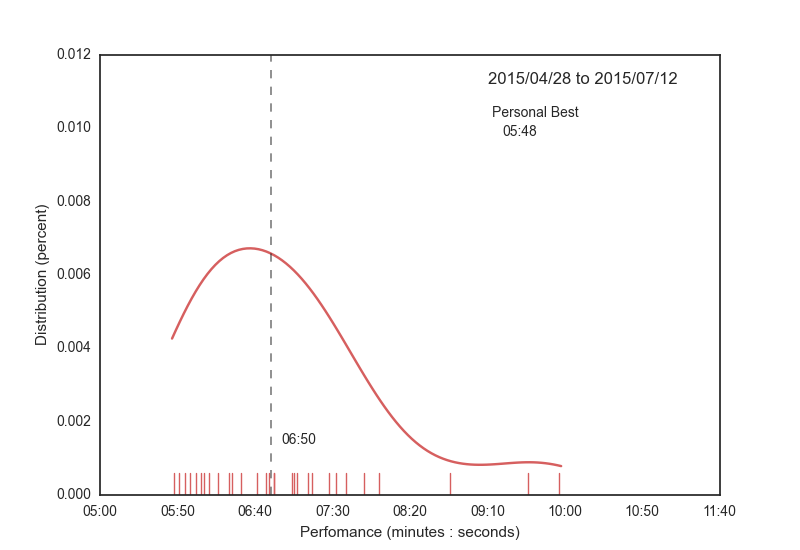 0.012
2015/04/28 to 2015/07/12
Personal Best
05:48
0.010
0.008
0.006
0.004
0.002
0.000
Distribution (percent)
06:50
05:00 05:50 06:40 07:30 08:20 09:10 10:00 10:50 11:40
Perfomance (minutes : seconds)